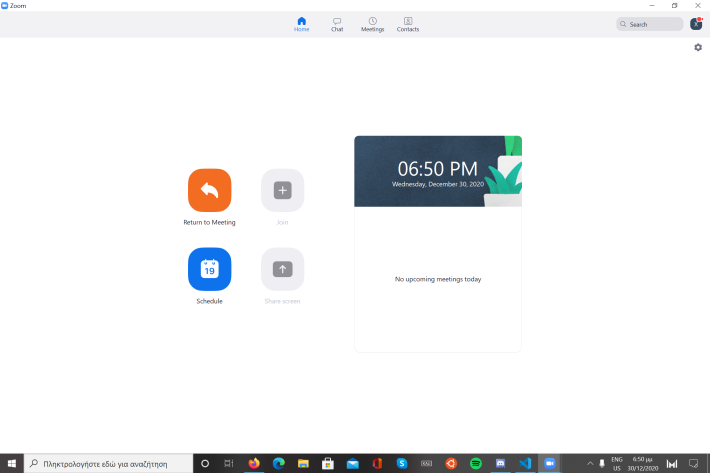 Zoom
Home
Chat
Meetings
Contacts
Search
X
Return to Meeting
Join
Schedule
19
Share screen
06:50 PM
Wednesday, December 30, 2020
No upcoming meetings today
Πληκτρολογήστε εδώ για αναζήτηση
ENG
US
6:50 μμ
30/12/2020